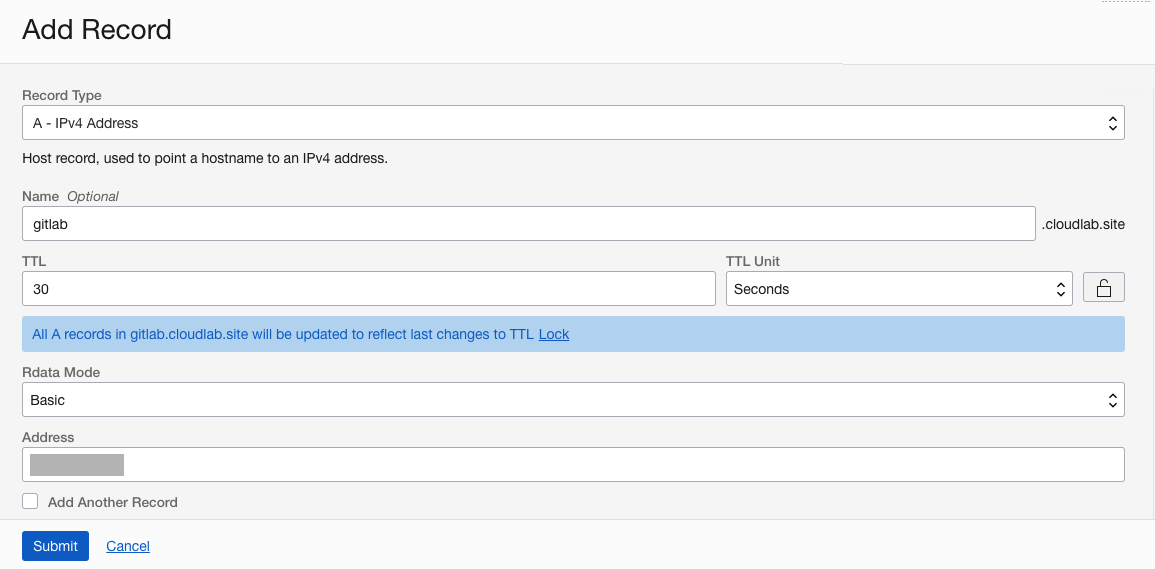 Add Record
Record Type
A - IPv4 Address
Host record, used to point a hostname to an IPv4 address.
Name Optional
gitlab .cloudlab.site
TTL TTL Unit
30 Seconds
All A records in gitlab.cloudlab.site will be updated to reflect last changes to TTL Lock
Rdata Mode
Basic
Address
Add Another Record
Submit Cancel